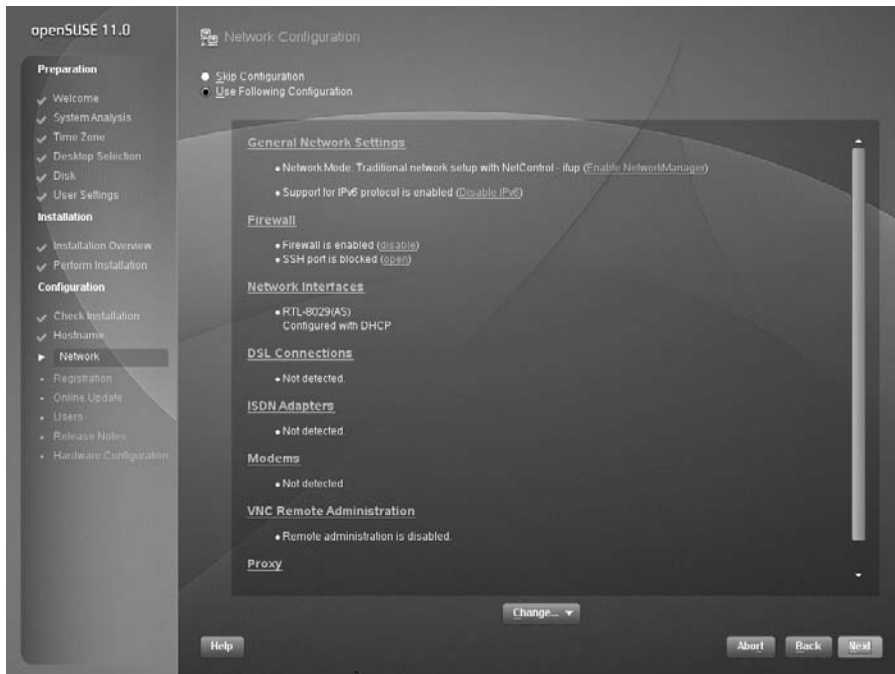 openSUSE 11.0
Preparation
Welcome
System Analysis
Time Zone
Desktop Selection
Disk
User Settings
Installation
Installation Overview
Perform Installation
Configuration
Check Installation
Hostname
Network
Registration
Online Update
Users
Release Notes
Hardware Configuration
Network Configuration
Skip Configuration
Use Following Configuration
General Network Settings
• Network Mode: Traditional network setup with NetControl - ifup (Enable NetworkManager)
• Support for IPv6 protocol is enabled (Disable IPv6)
Firewall
• Firewall is enabled (disable)
• SSH port is blocked (open)
Network Interfaces
• RTL-8029(AS)
Configured with DHCP
DSL Connections
• Not detected.
ISDN Adapters
• Not detected.
Modems
• Not detected
VNC Remote Administration
• Remote administration is disabled.
Proxy
Change...
Help
Abort
Back
Next